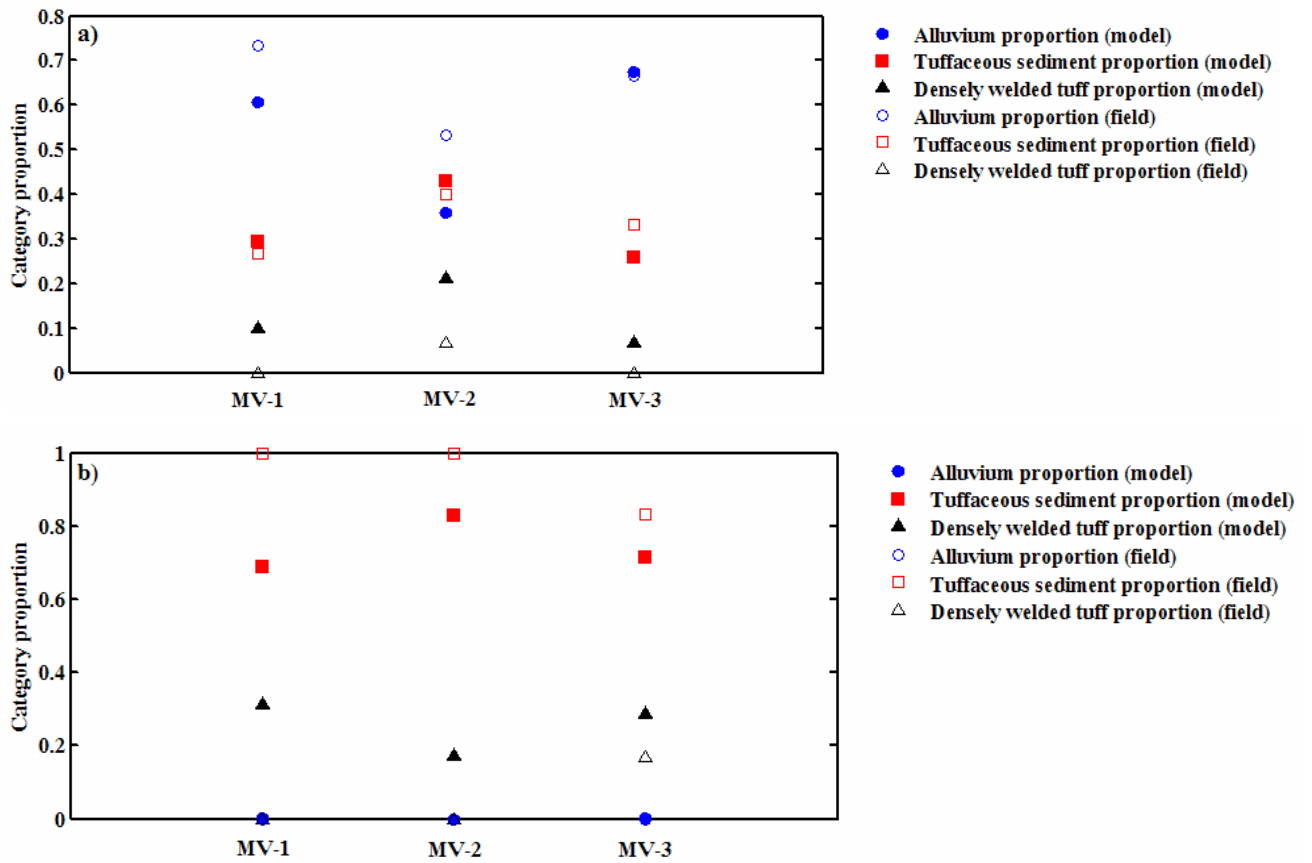 a)
Category proportion
0.8
0.7
0.6
0.5
0.4
0.3
0.2
0.1
0
MV-1 MV-2 MV-3
Alluvium proportion (model)
Tuffaceous sediment proportion (model)
Densely welded tuff proportion (model)
Alluvium proportion (field)
Tuffaceous sediment proportion (field)
Densely welded tuff proportion (field)
b)
Category proportion
1
0.8
0.6
0.4
0.2
0
MV-1 MV-2 MV-3
Alluvium proportion (model)
Tuffaceous sediment proportion (model)
Densely welded tuff proportion (model)
Alluvium proportion (field)
Tuffaceous sediment proportion (field)
Densely welded tuff proportion (field)